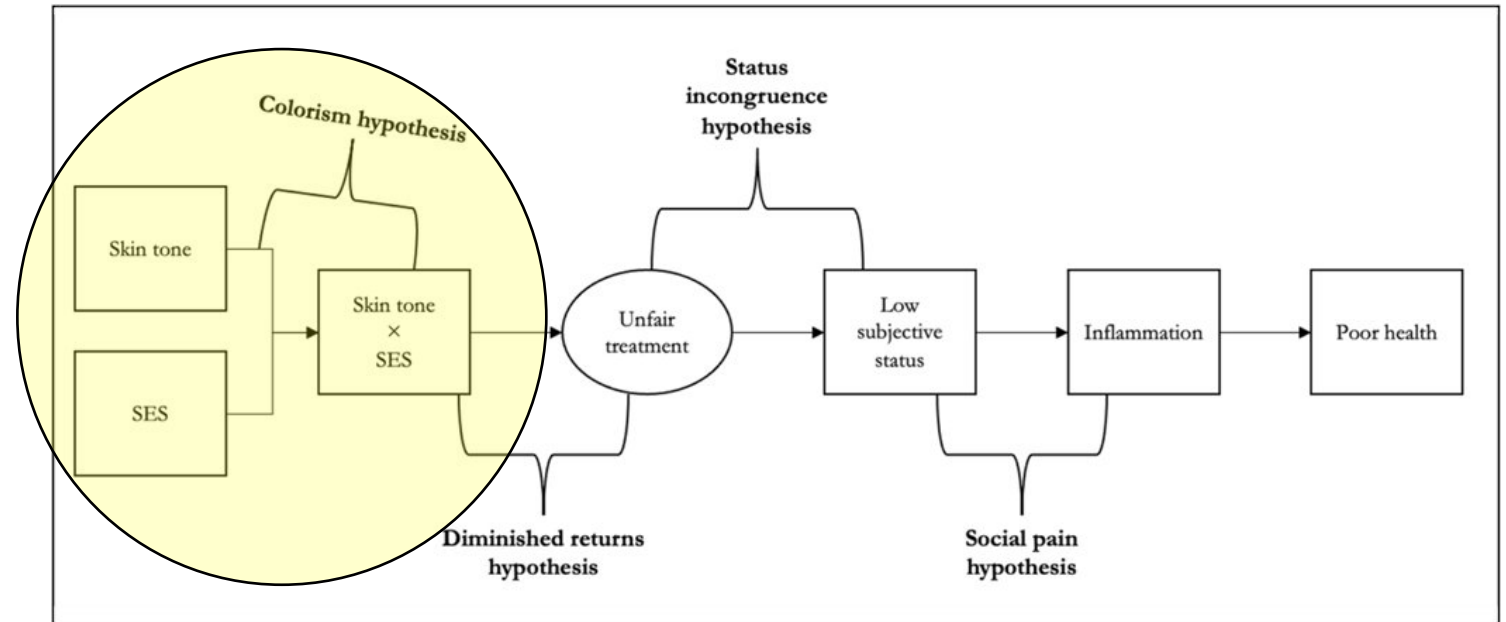 Colorism hypothesis
Status
incongruence
hypothesis
Skin tone
SES
Skin tone
×
SES
Unfair
treatment
Low
subjective
status
Inflammation
Poor health
Diminished returns
hypothesis
Social pain
hypothesis